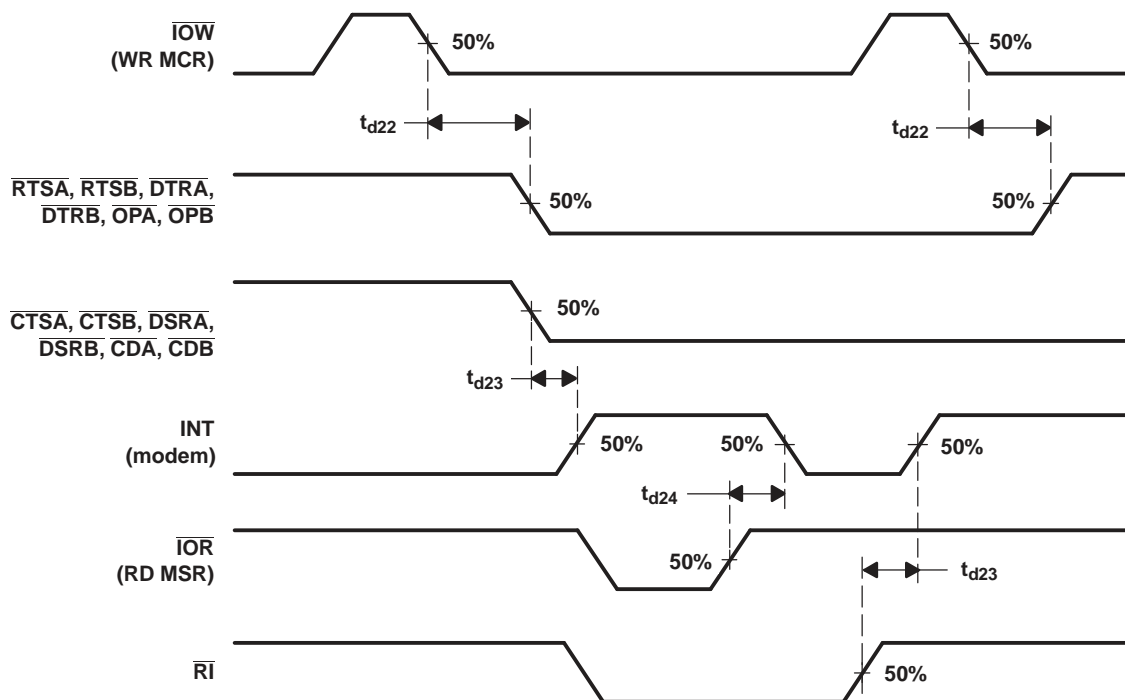 IOW
(WR MCR)
50%
50%
td22
td22
RTSA, RTSB, DTRA,
DTRB, OPA, OPB
50%
50%
CTSA, CTSB, DSRA,
DSRB, CDA, CDB
50%
td23
INT
(modem)
50%
50%
50%
td24
IOR
(RD MSR)
50%
td23
RI
50%